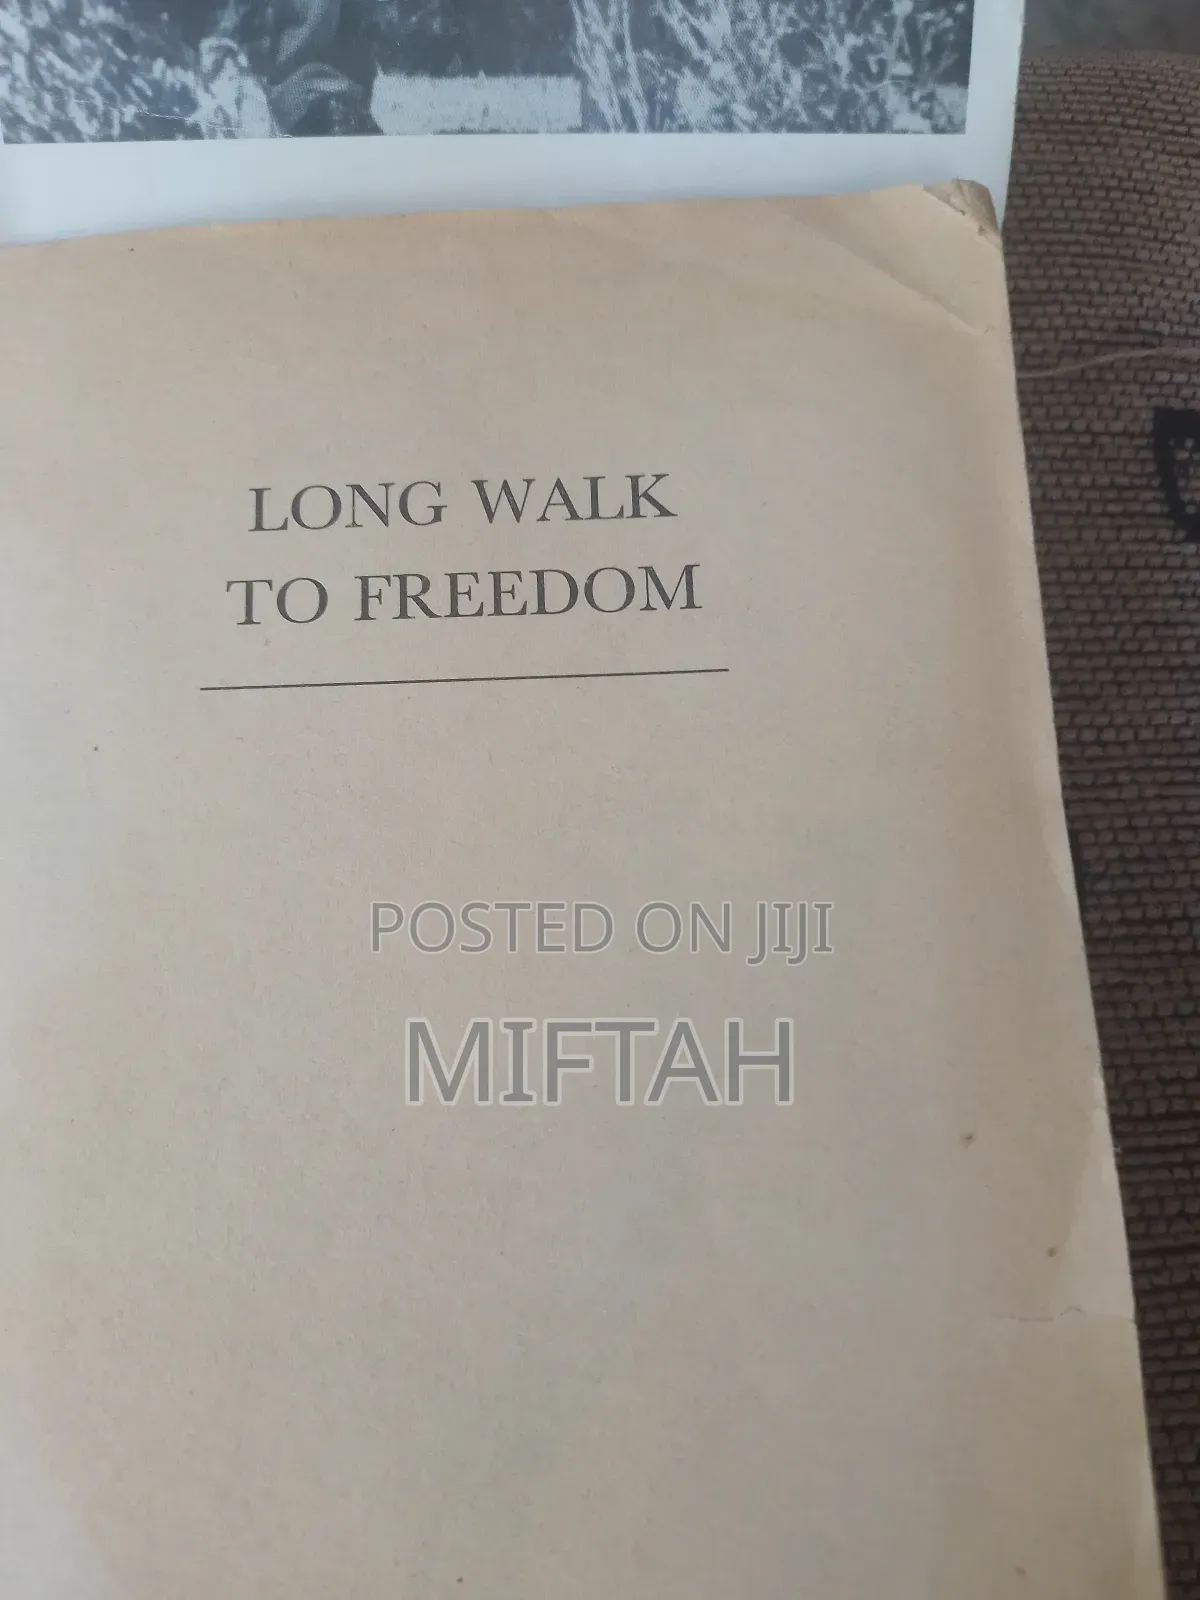 LONG WALK
TO FREEDOM
POSTED ON JIJI
MIFTAH